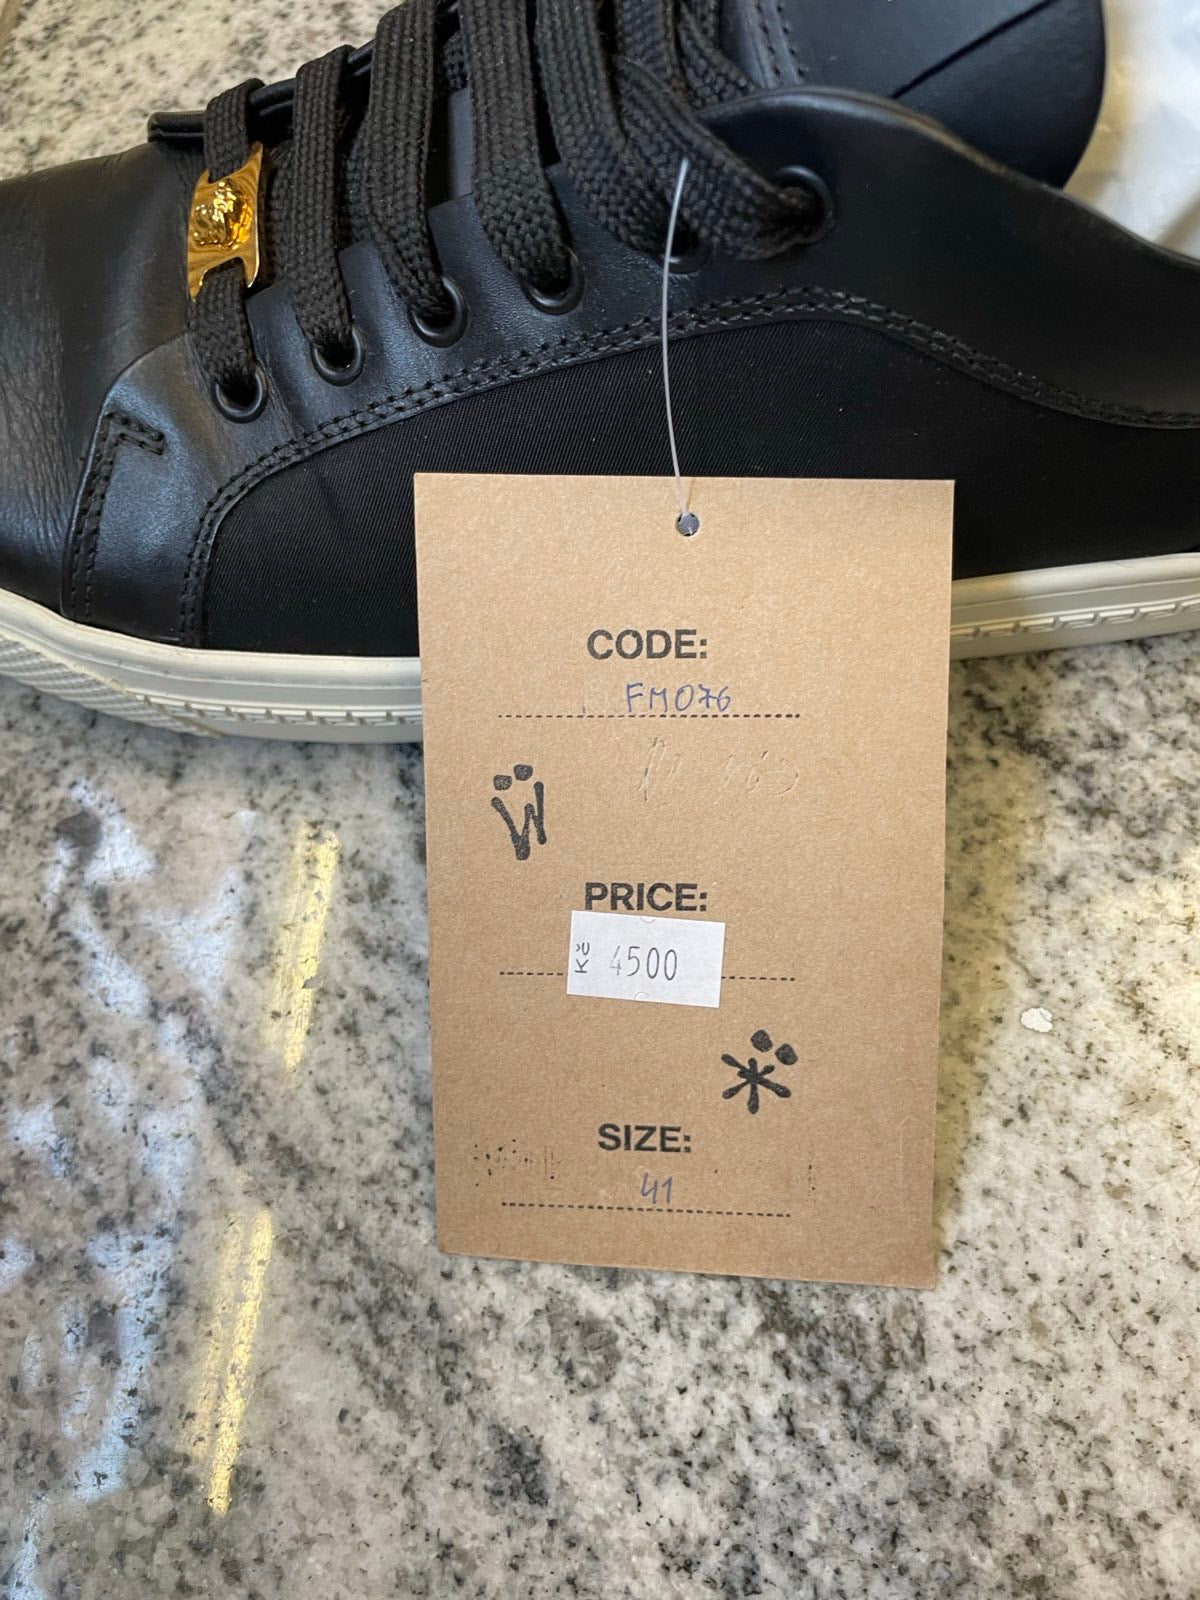 CODE:
FM076
PRICE:
Kč 4500
SIZE:
41